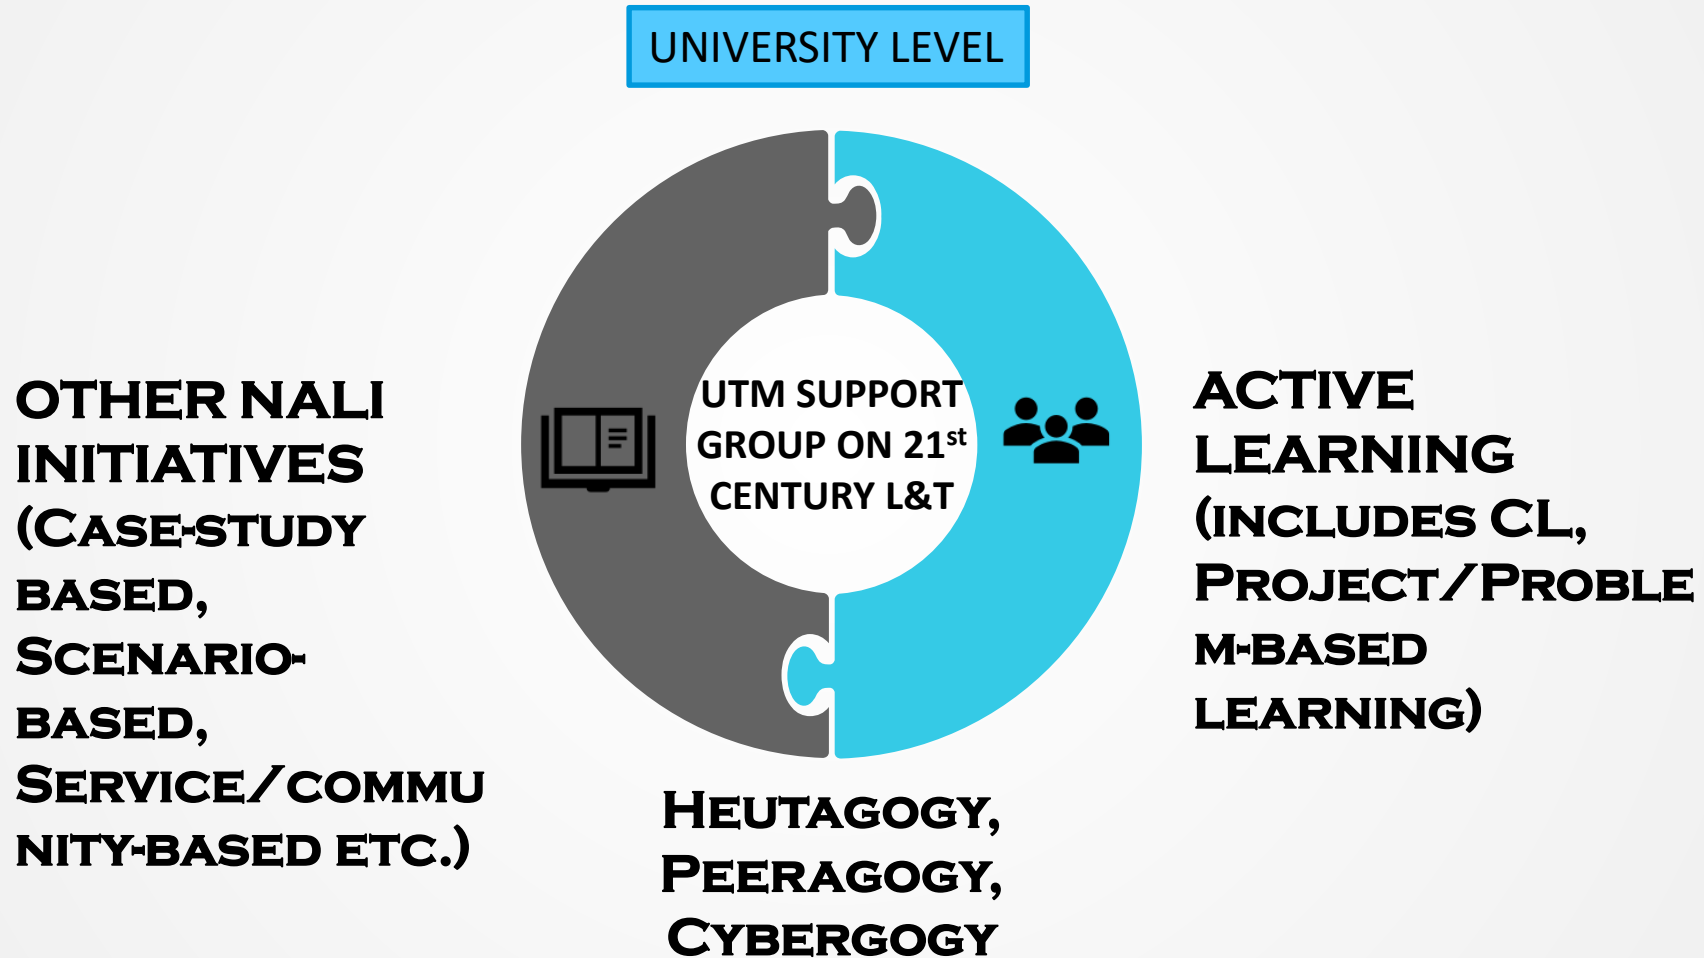 UNIVERSITY LEVEL
OTHER NALI
INITIATIVES
(Case-study
based,
Scenario-
based,
Service/commu
nity-based etc.)
UTM SUPPORT
GROUP ON 21st
CENTURY L&T
ACTIVE
LEARNING
(includes CL,
Project/Proble
m-based
learning)
Heutagogy,
Peeragogy,
Cybergogy